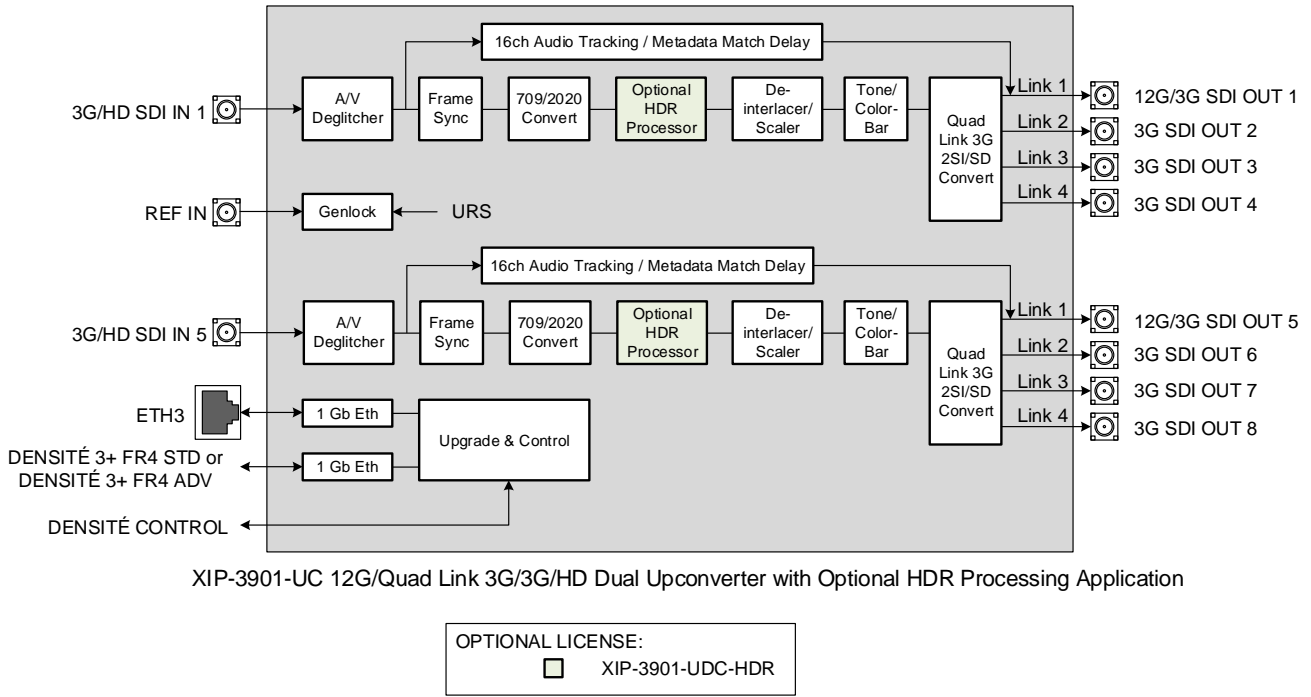 16ch Audio Tracking / Metadata Match Delay
3G/HD SDI IN 1
A/V
Deglitcher
Frame
Sync
709/2020
Convert
Optional
HDR
Processor
De-
interlacer/
Scaler
Tone/
Color-
Bar
Quad
Link 3G
2SI/SD
Convert
Link 1
Link 2
Link 3
Link 4
12G/3G SDI OUT 1
3G SDI OUT 2
3G SDI OUT 3
3G SDI OUT 4
REF IN
Genlock
URS
16ch Audio Tracking / Metadata Match Delay
3G/HD SDI IN 5
A/V
Deglitcher
Frame
Sync
709/2020
Convert
Optional
HDR
Processor
De-
interlacer/
Scaler
Tone/
Color-
Bar
Quad
Link 3G
2SI/SD
Convert
Link 1
Link 2
Link 3
Link 4
12G/3G SDI OUT 5
3G SDI OUT 6
3G SDI OUT 7
3G SDI OUT 8
ETH3
1 Gb Eth
Upgrade & Control
DENSITÉ 3+ FR4 STD or
DENSITÉ 3+ FR4 ADV
1 Gb Eth
DENSITÉ CONTROL
XIP-3901-UC 12G/Quad Link 3G/3G/HD Dual Upconverter with Optional HDR Processing Application
OPTIONAL LICENSE:
XIP-3901-UDC-HDR